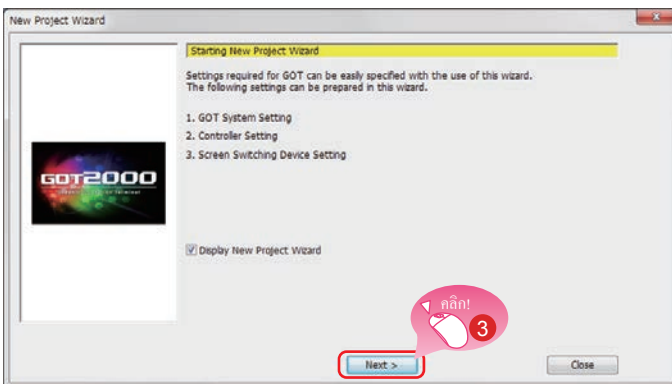 New Project Wizard
Starting New Project Wizard
Settings required for GOT can be easily specified with the use of this wizard.
The following settings can be prepared in this wizard.
1. GOT System Setting
2. Controller Setting
3. Screen Switching Device Setting
GOT2000
Display New Project Wizard
คลิก!
3
Next >
Close